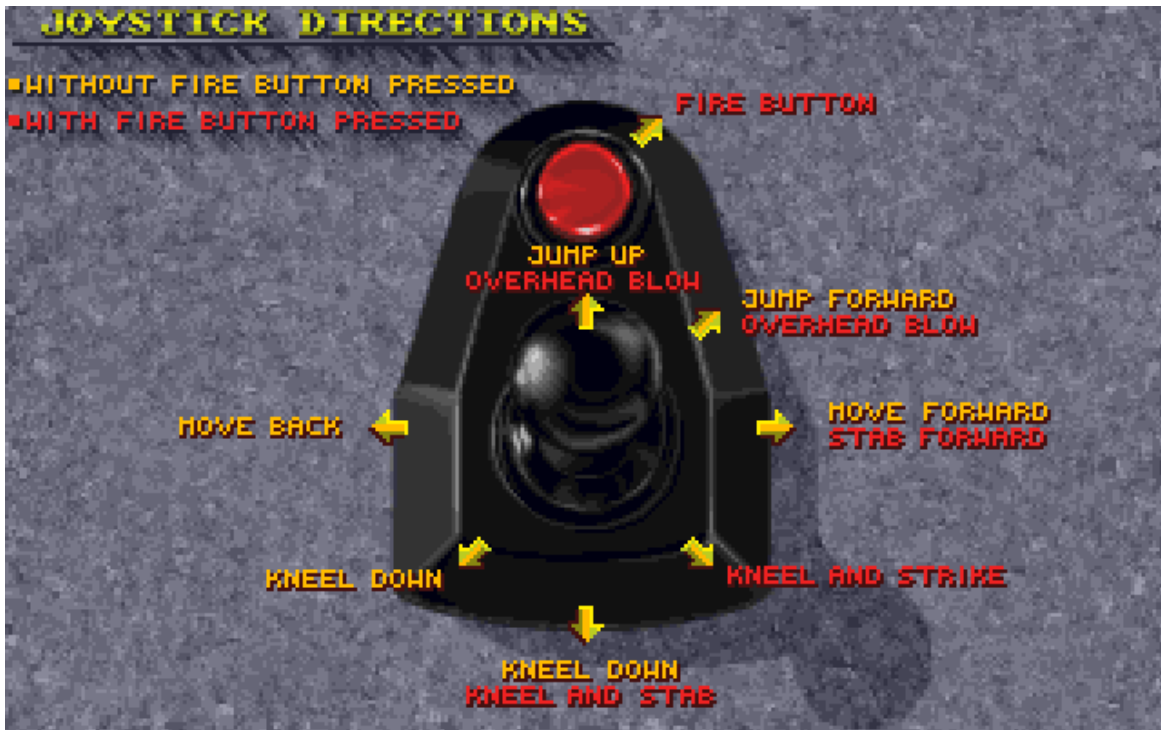 JOYSTICK DIRECTIONS
▪WITHOUT FIRE BUTTON PRESSED
▪WITH FIRE BUTTON PRESSED
FIRE BUTTON
JUMP UP
OVERHEAD BLOW
JUMP FORWARD
OVERHEAD BLOW
MOVE BACK
MOVE FORWARD
STAB FORWARD
KNEEL DOWN
KNEEL AND STRIKE
KNEEL DOWN
KNEEL AND STAB